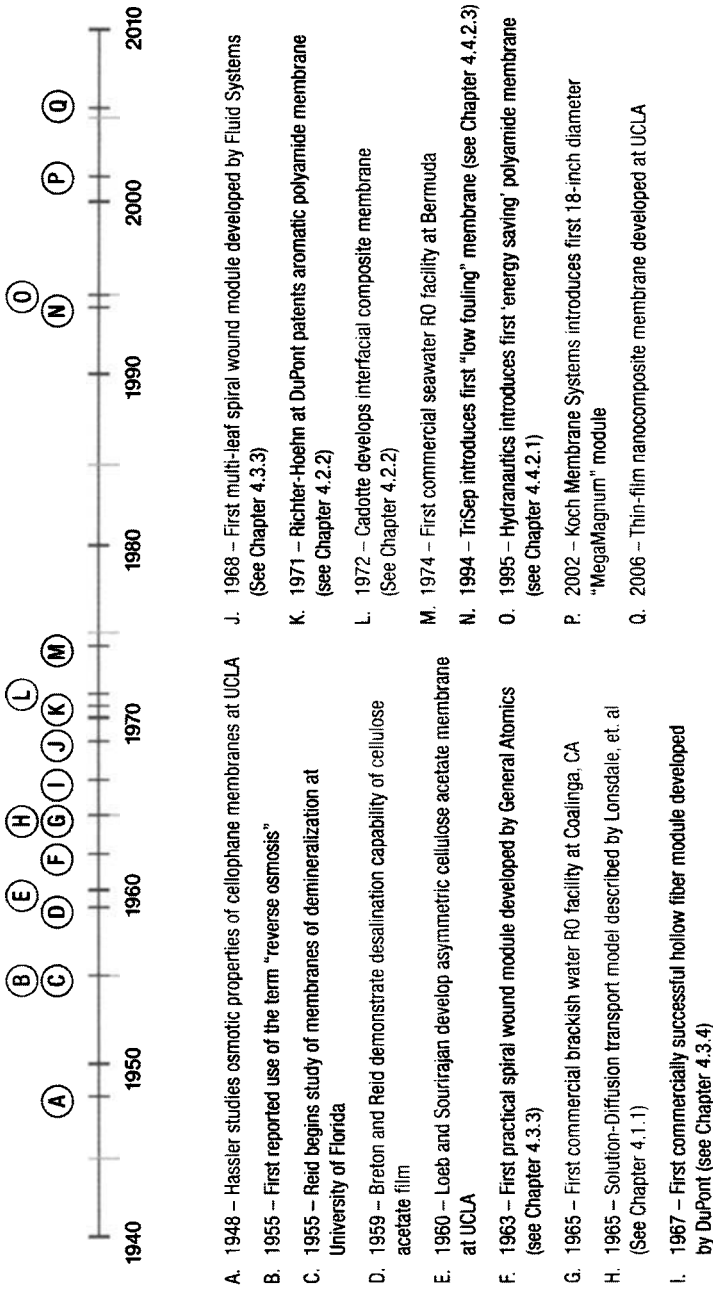 B
E
H
L
O
A
C
D
F
G
I
J
K
M
N
P
Q
1940
1950
1960
1970
1980
1990
2000
2010
A. 1948 – Hassler studies osmotic properties of cellophane membranes at UCLA
B. 1955 – First reported use of the term “reverse osmosis”
C. 1955 – Reid begins study of membranes of demineralization at
University of Florida
D. 1959 – Breton and Reid demonstrate desalination capability of cellulose
acetate film
E. 1960 – Loeb and Sourirajan develop asymmetric cellulose acetate membrane
at UCLA
F. 1963 – First practical spiral wound module developed by General Atomics
(see Chapter 4.3.3)
G. 1965 – First commercial brackish water RO facility at Coalinga, CA
H. 1965 – Solution-Diffusion transport model described by Lonsdale, et. al
(See Chapter 4.1.1)
I. 1967 – First commercially successful hollow fiber module developed
by DuPont (see Chapter 4.3.4)
J. 1968 – First multi-leaf spiral wound module developed by Fluid Systems
(See Chapter 4.3.3)
K. 1971 – Richter-Hoehn at DuPont patents aromatic polyamide membrane
(see Chapter 4.2.2)
L. 1972 – Cadotte develops interfacial composite membrane
(See Chapter 4.2.2)
M. 1974 – First commercial seawater RO facility at Bermuda
N. 1994 – TriSep introduces first “low fouling” membrane (see Chapter 4.4.2.3)
O. 1995 – Hydranautics introduces first ‘energy saving’ polyamide membrane
(see Chapter 4.4.2.1)
P. 2002 – Koch Membrane Systems introduces first 18-inch diameter
“MegaMagnum” module
Q. 2006 – Thin-film nanocomposite membrane developed at UCLA